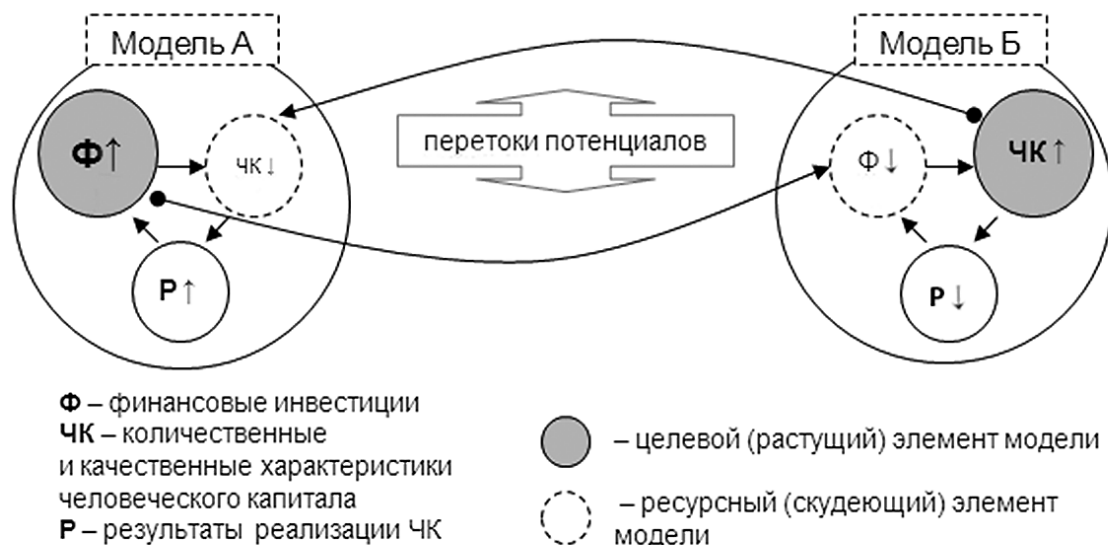 Модель А
Модель Б
Ф↑
ЧК↓
Р↑
перетоки потенциалов
Ф↓
ЧК↑
Р↓
Ф – финансовые инвестиции
ЧК – количественные
и качественные характеристики
человеческого капитала
Р – результаты реализации ЧК
– целевой (растущий) элемент модели
– ресурсный (скудеющий) элемент
модели